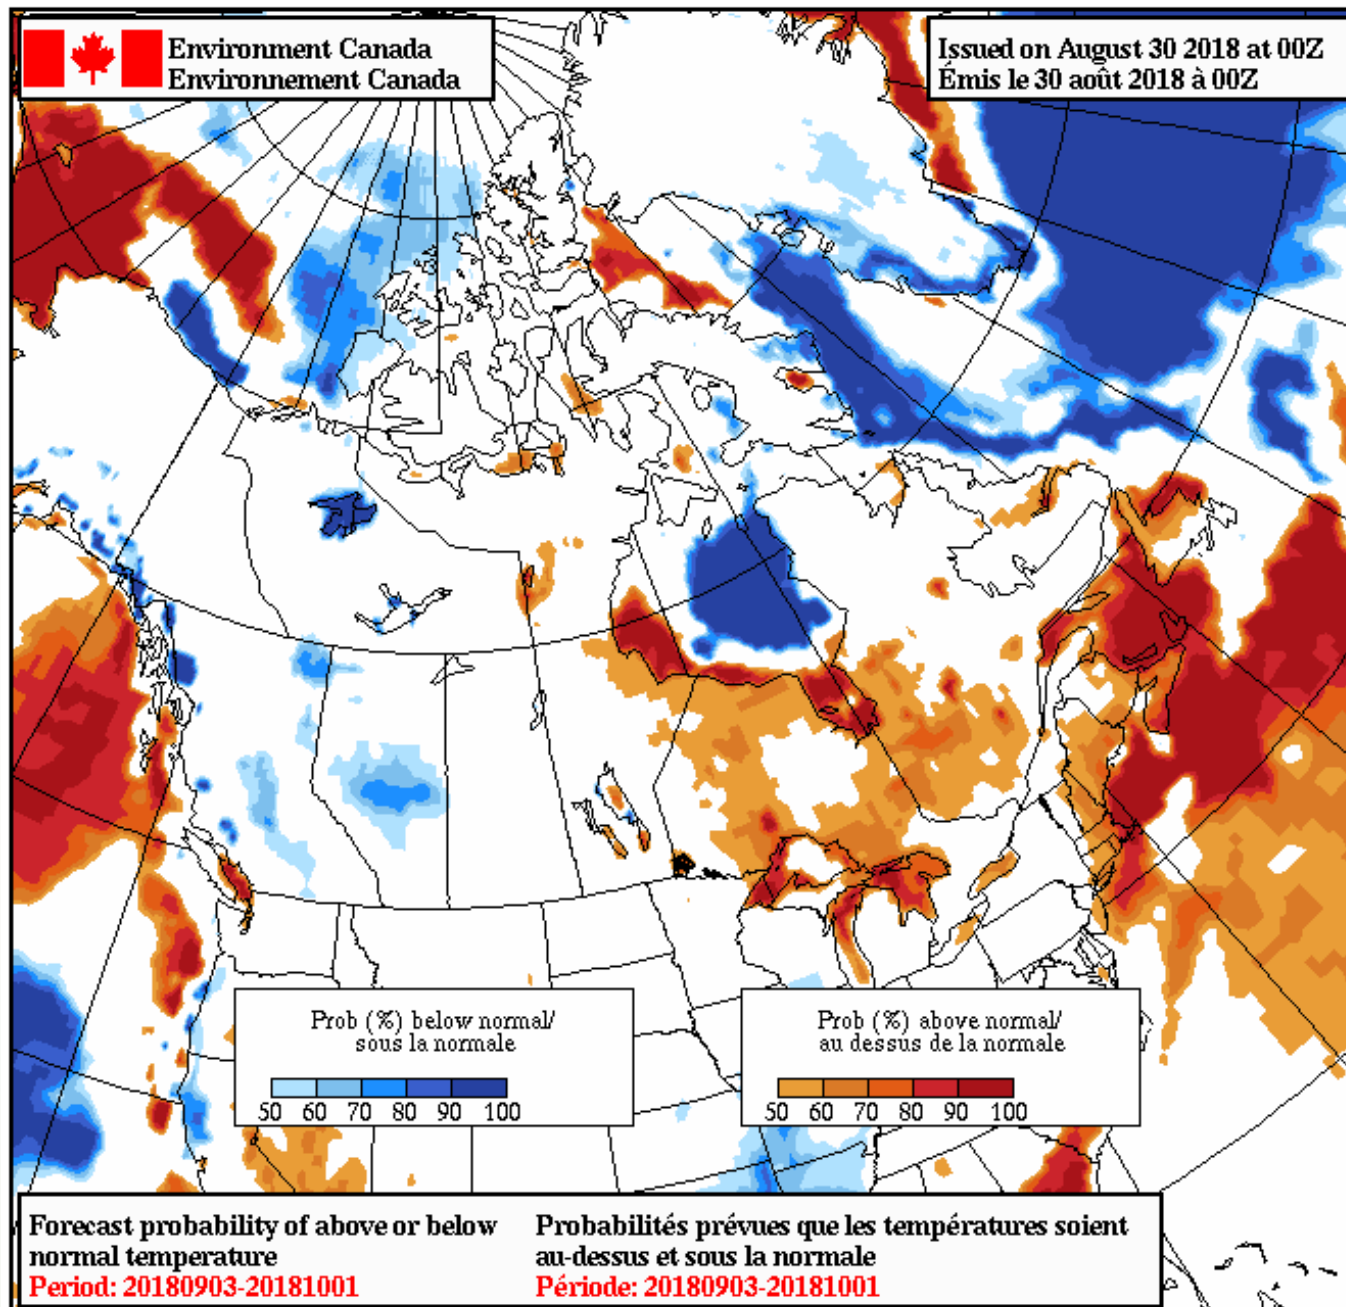 Environment Canada
Environnement Canada
Issued on August 30 2018 at 00Z
Émis le 30 août 2018 à 00Z
Prob (%) below normal/
sous la normale
50 60 70 80 90 100
Prob (%) above normal/
au dessus de la normale
50 60 70 80 90 100
Forecast probability of above or below
normal temperature
Period: 20180903-20181001
Probabilités prévues que les températures soient
au-dessus et sous la normale
Période: 20180903-20181001